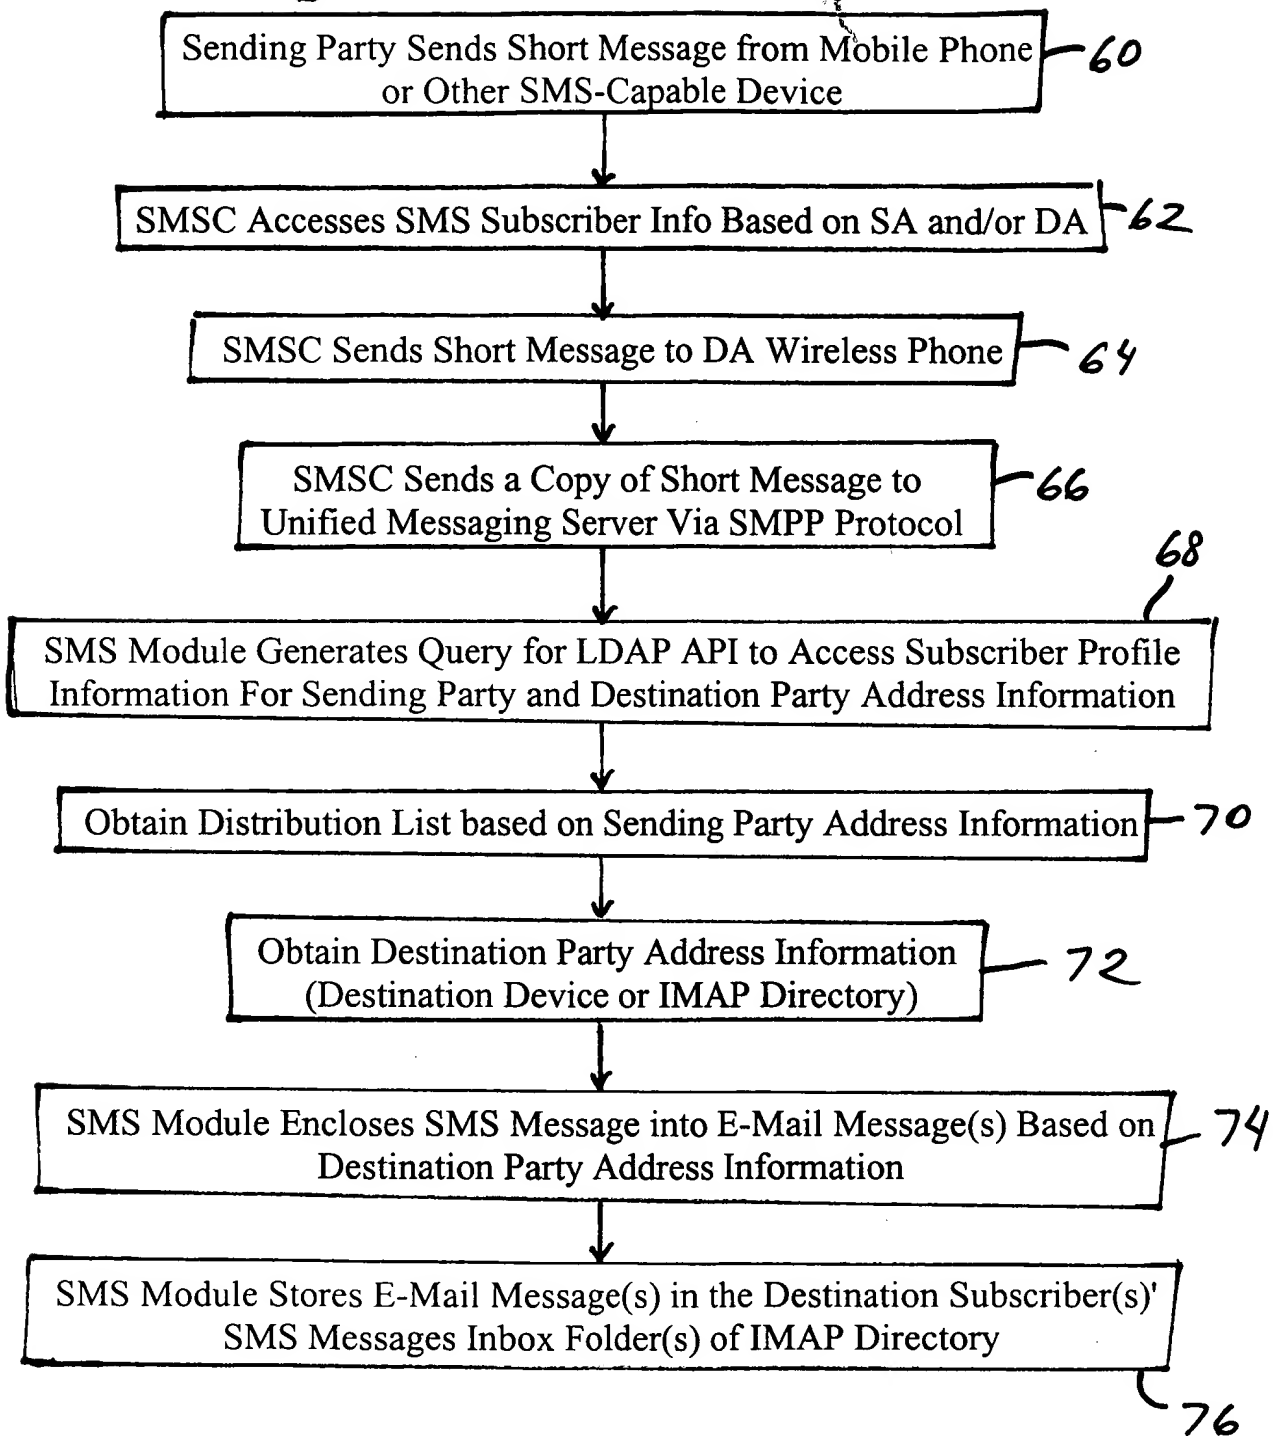 Sending Party Sends Short Message from Mobile Phone
or Other SMS-Capable Device
60
SMSC Accesses SMS Subscriber Info Based on SA and/or DA
62
SMSC Sends Short Message to DA Wireless Phone
64
SMSC Sends a Copy of Short Message to
Unified Messaging Server Via SMPP Protocol
66
68
SMS Module Generates Query for LDAP API to Access Subscriber Profile
Information For Sending Party and Destination Party Address Information
Obtain Distribution List based on Sending Party Address Information
70
Obtain Destination Party Address Information
(Destination Device or IMAP Directory)
72
SMS Module Encloses SMS Message into E-Mail Message(s) Based on
Destination Party Address Information
74
SMS Module Stores E-Mail Message(s) in the Destination Subscriber(s)'
SMS Messages Inbox Folder(s) of IMAP Directory
76